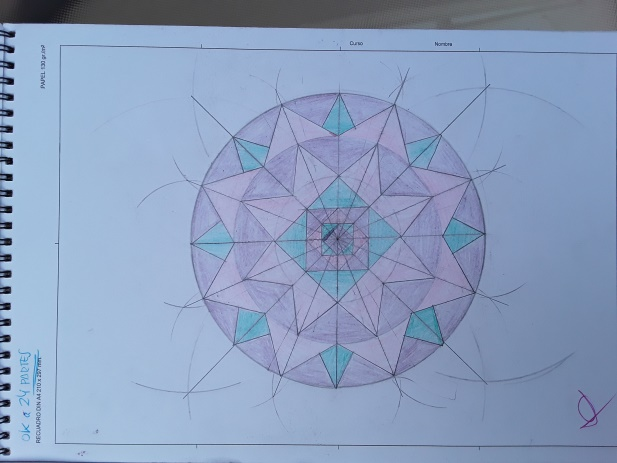 Curso Nombre
PAPEL 130 gr./m²
OK a 24 PARTES
RECUADRO DIN A4 210 x 297 mm